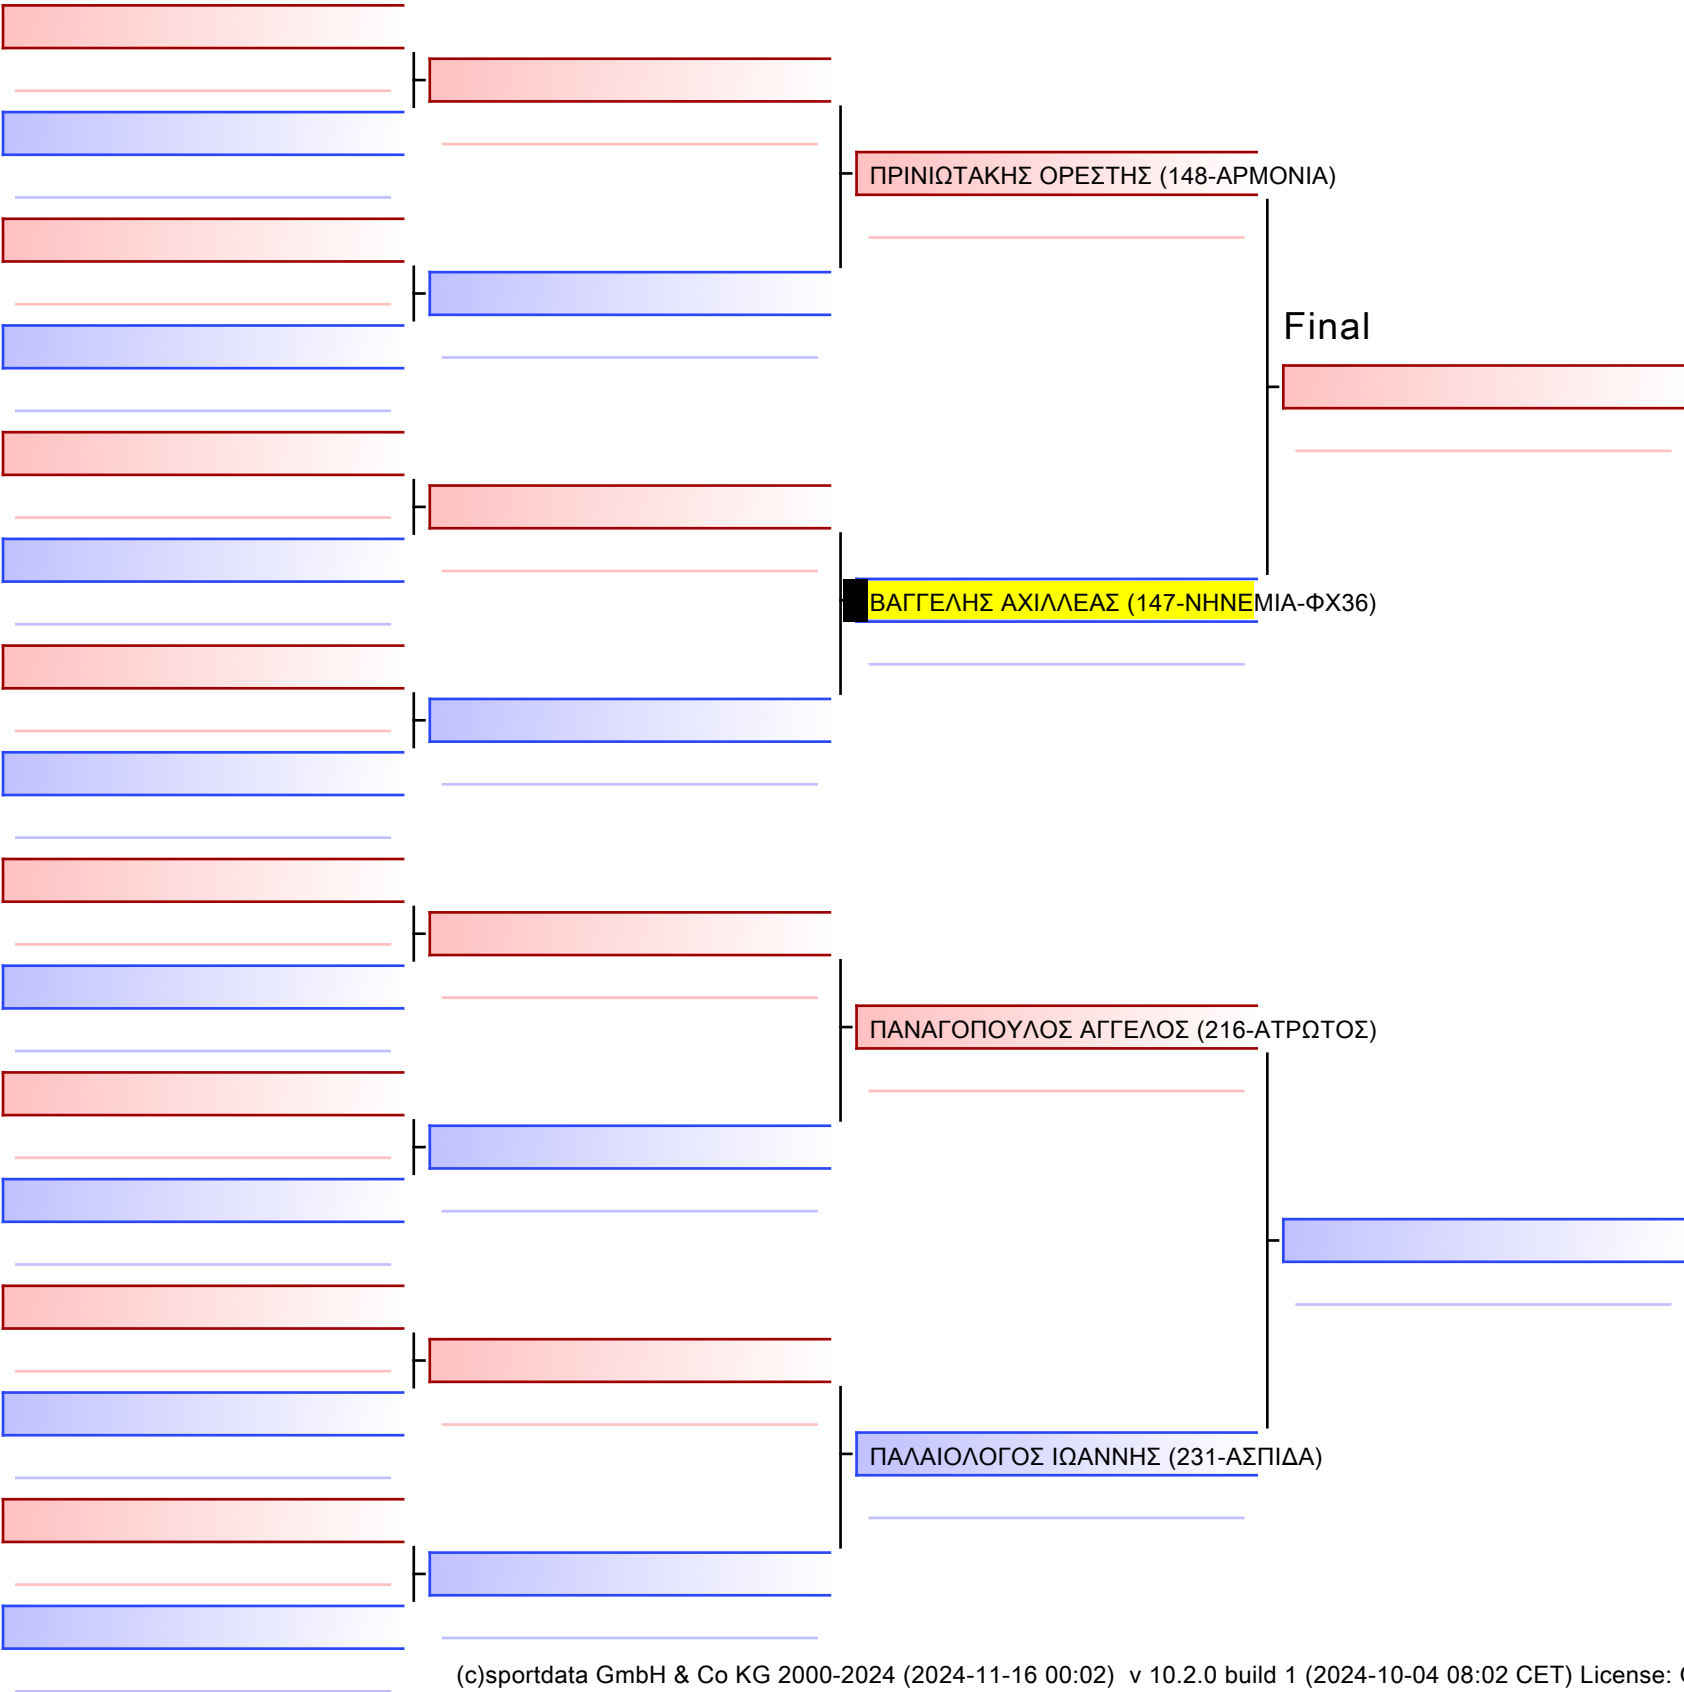 ΠΡΙΝΙΩΤΑΚΗΣ ΟΡΕΣΤΗΣ (148-ΑΡΜΟΝΙΑ)
Final
ΒΑΓΓΕΛΗΣ ΑΧΙΛΛΕΑΣ (147-ΝΗΝΕΜΙΑ-ΦΧ36)
ΠΑΝΑΓΟΠΟΥΛΟΣ ΑΓΓΕΛΟΣ (216-ΑΤΡΩΤΟΣ)
ΠΑΛΑΙΟΛΟΓΟΣ ΙΩΑΝΝΗΣ (231-ΑΣΠΙΔΑ)
(c)sportdata GmbH & Co KG 2000-2024 (2024-11-16 00:02) v 10.2.0 build 1 (2024-10-04 08:02 CET) License: